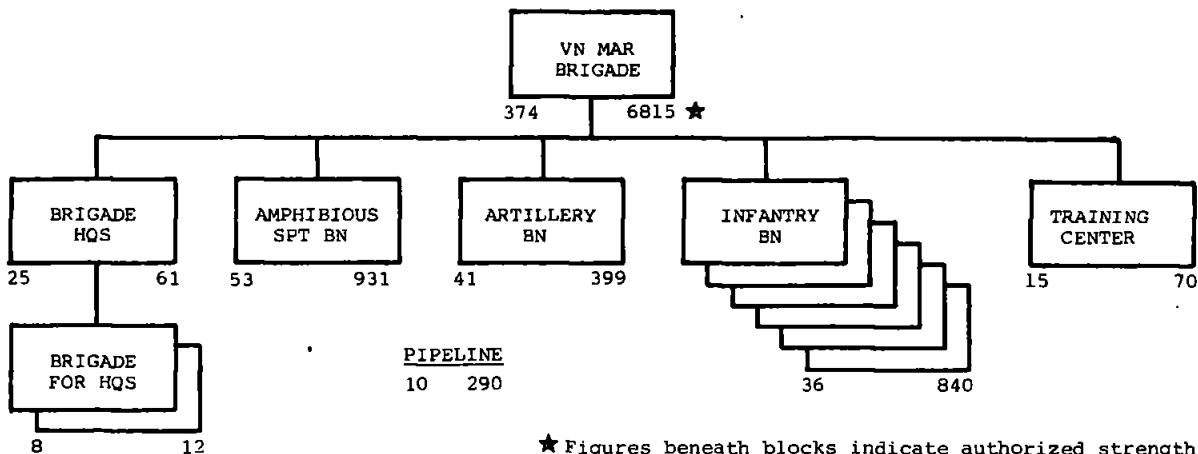 VN MAR
BRIGADE
374 6815 ★
BRIGADE
HQS
25 61
AMPHIBIOUS
SPT BN
53 931
ARTILLERY
BN
41 399
INFANTRY
BN
36 840
TRAINING
CENTER
15 70
BRIGADE
FOR HQS
8 12
PIPELINE
10 290
★ Figures beneath blocks indicate authorized strength